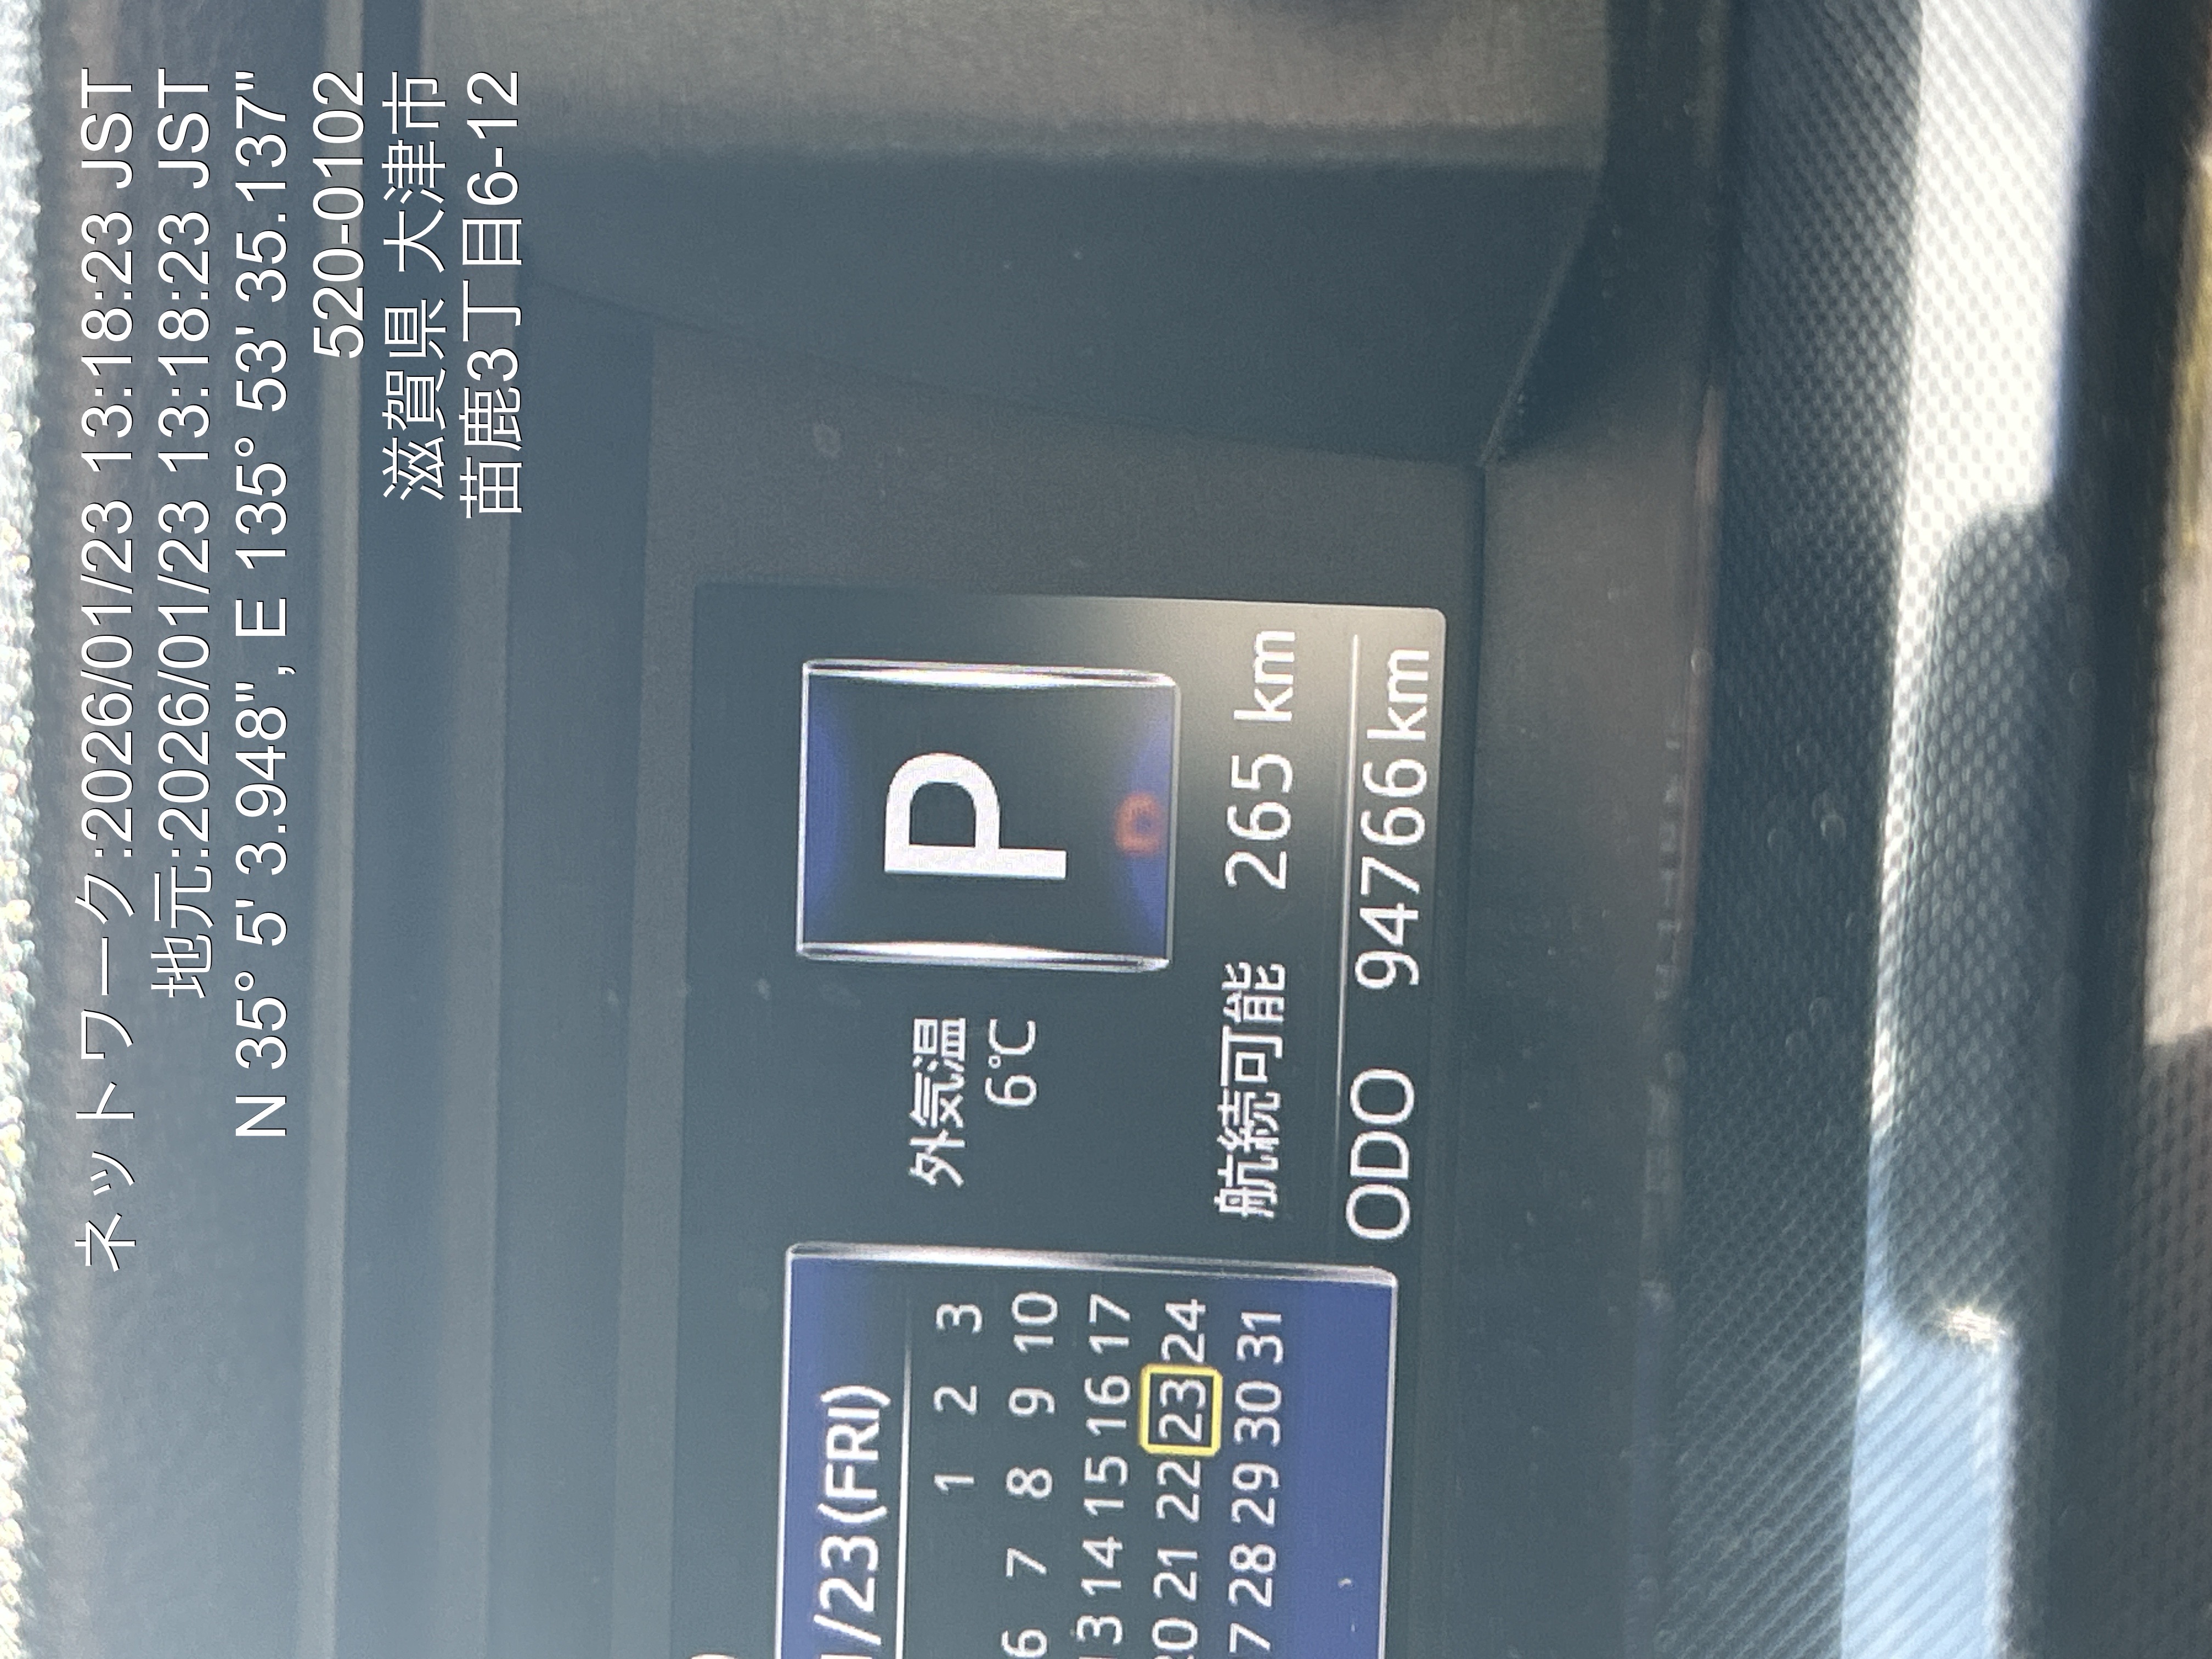 ネットワーク:2026/01/23 13:18:23 JST
地元:2026/01/23 13:18:23 JST
N 35° 5' 3.948", E 135° 53' 35.137"
520-0102
滋賀県 大津市
苗鹿3丁目6-12
/23(FRI)
1 2 3
6 7 8 9 10
13 14 15 16 17
20 21 22 23 24
27 28 29 30 31
外気温
6℃
P
航続可能 265 km
ODO 94766 km